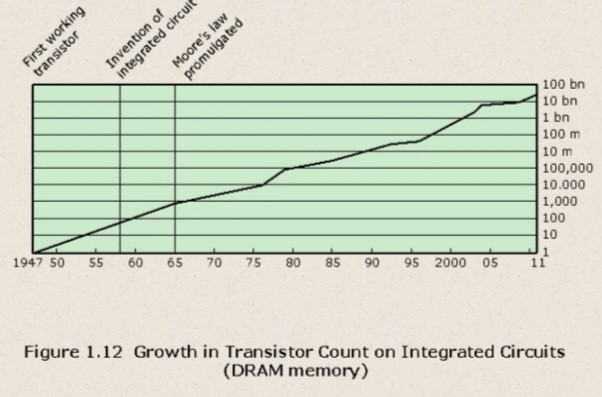 First working
transistor
Invention of
integrated circuit
Moore's law
promulgated
100 bn
10 bn
1 bn
100 m
10 m
100,000
10.000
1,000
100
10
1
1947 50 55 60 65 70 75 80 85 90 95 2000 05 11
Figure 1.12 Growth in Transistor Count on Integrated Circuits
(DRAM memory)